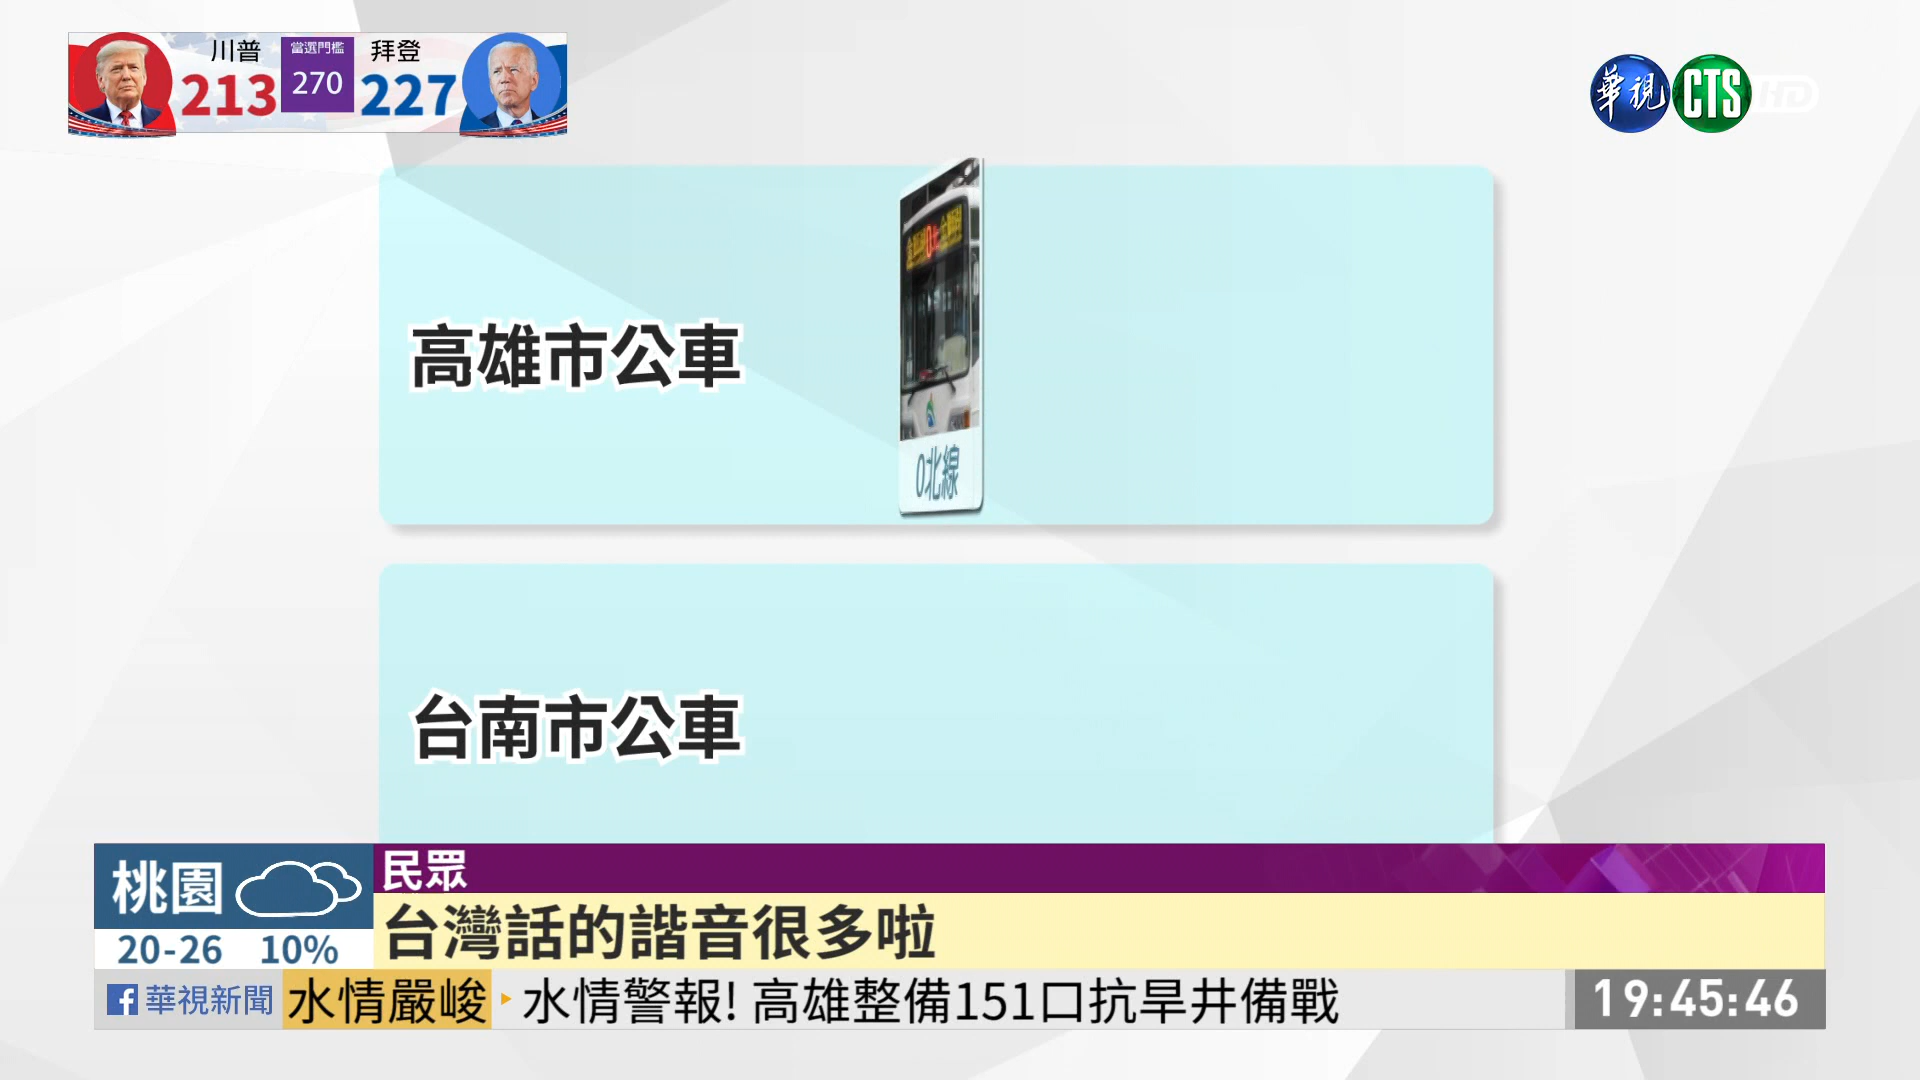 川普
213
當選門檻
270
拜登
227
華視 CTS HD
高雄市公車
0北線
台南市公車
桃園
20-26 10%
民眾
台灣話的諧音很多啦
華視新聞
水情嚴峻
水情警報! 高雄整備151口抗旱井備戰
19:45:46